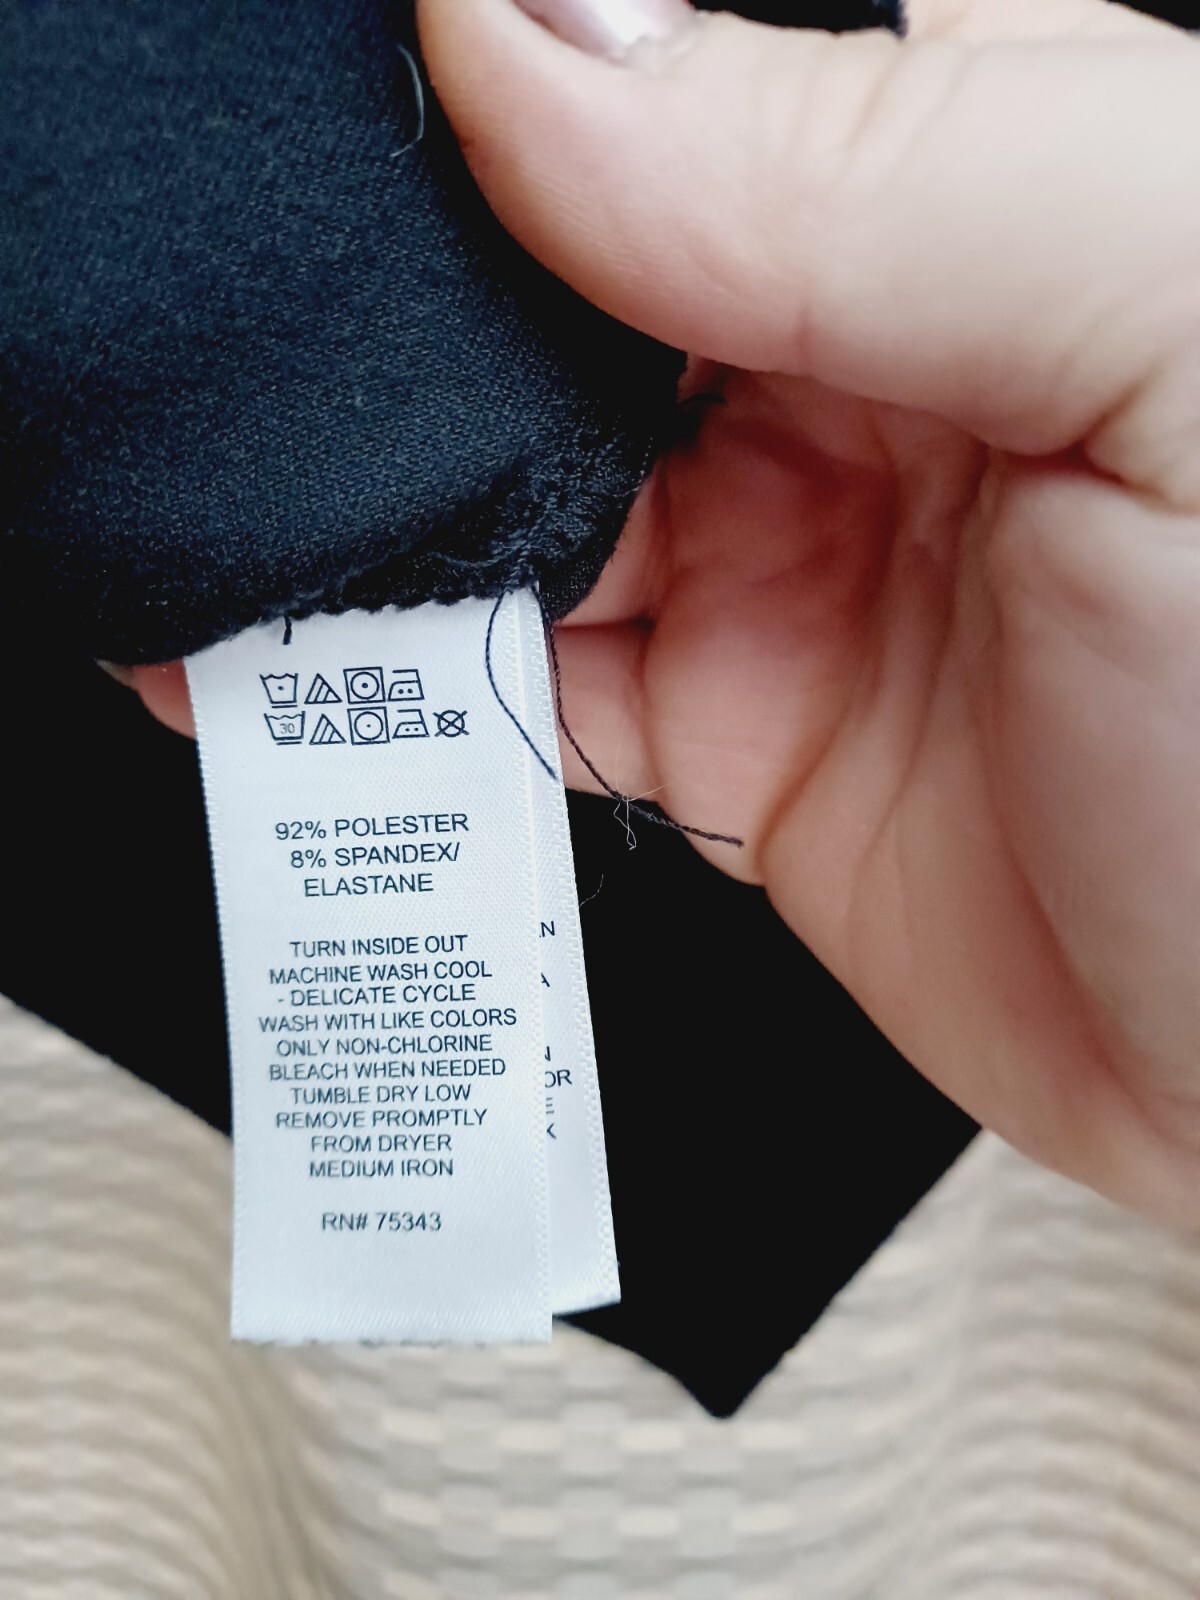 30
92% POLESTER
8% SPANDEX/
ELASTANE
TURN INSIDE OUT
MACHINE WASH COOL
- DELICATE CYCLE
WASH WITH LIKE COLORS
ONLY NON-CHLORINE
BLEACH WHEN NEEDED
TUMBLE DRY LOW
REMOVE PROMPTLY
FROM DRYER
MEDIUM IRON
RN# 75343